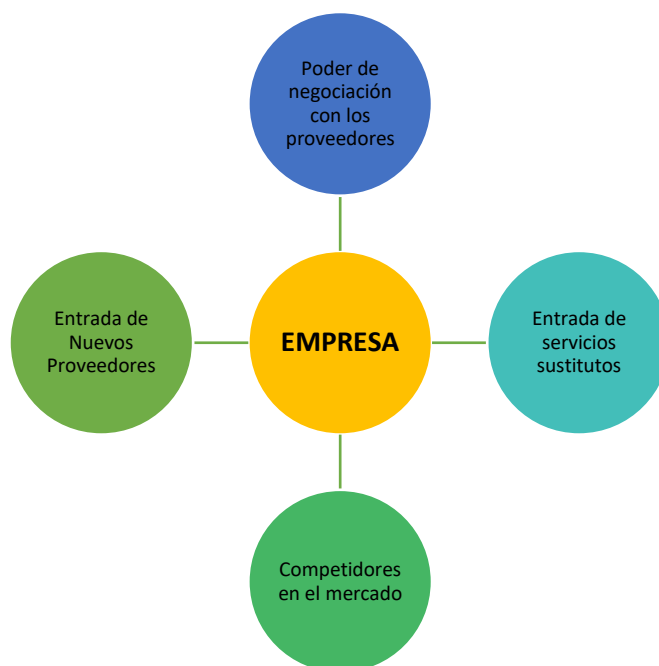 Poder de
negociación
con los
proveedores
Entrada de
Nuevos
Proveedores
EMPRESA
Entrada de
servicios
sustitutos
Competidores
en el mercado